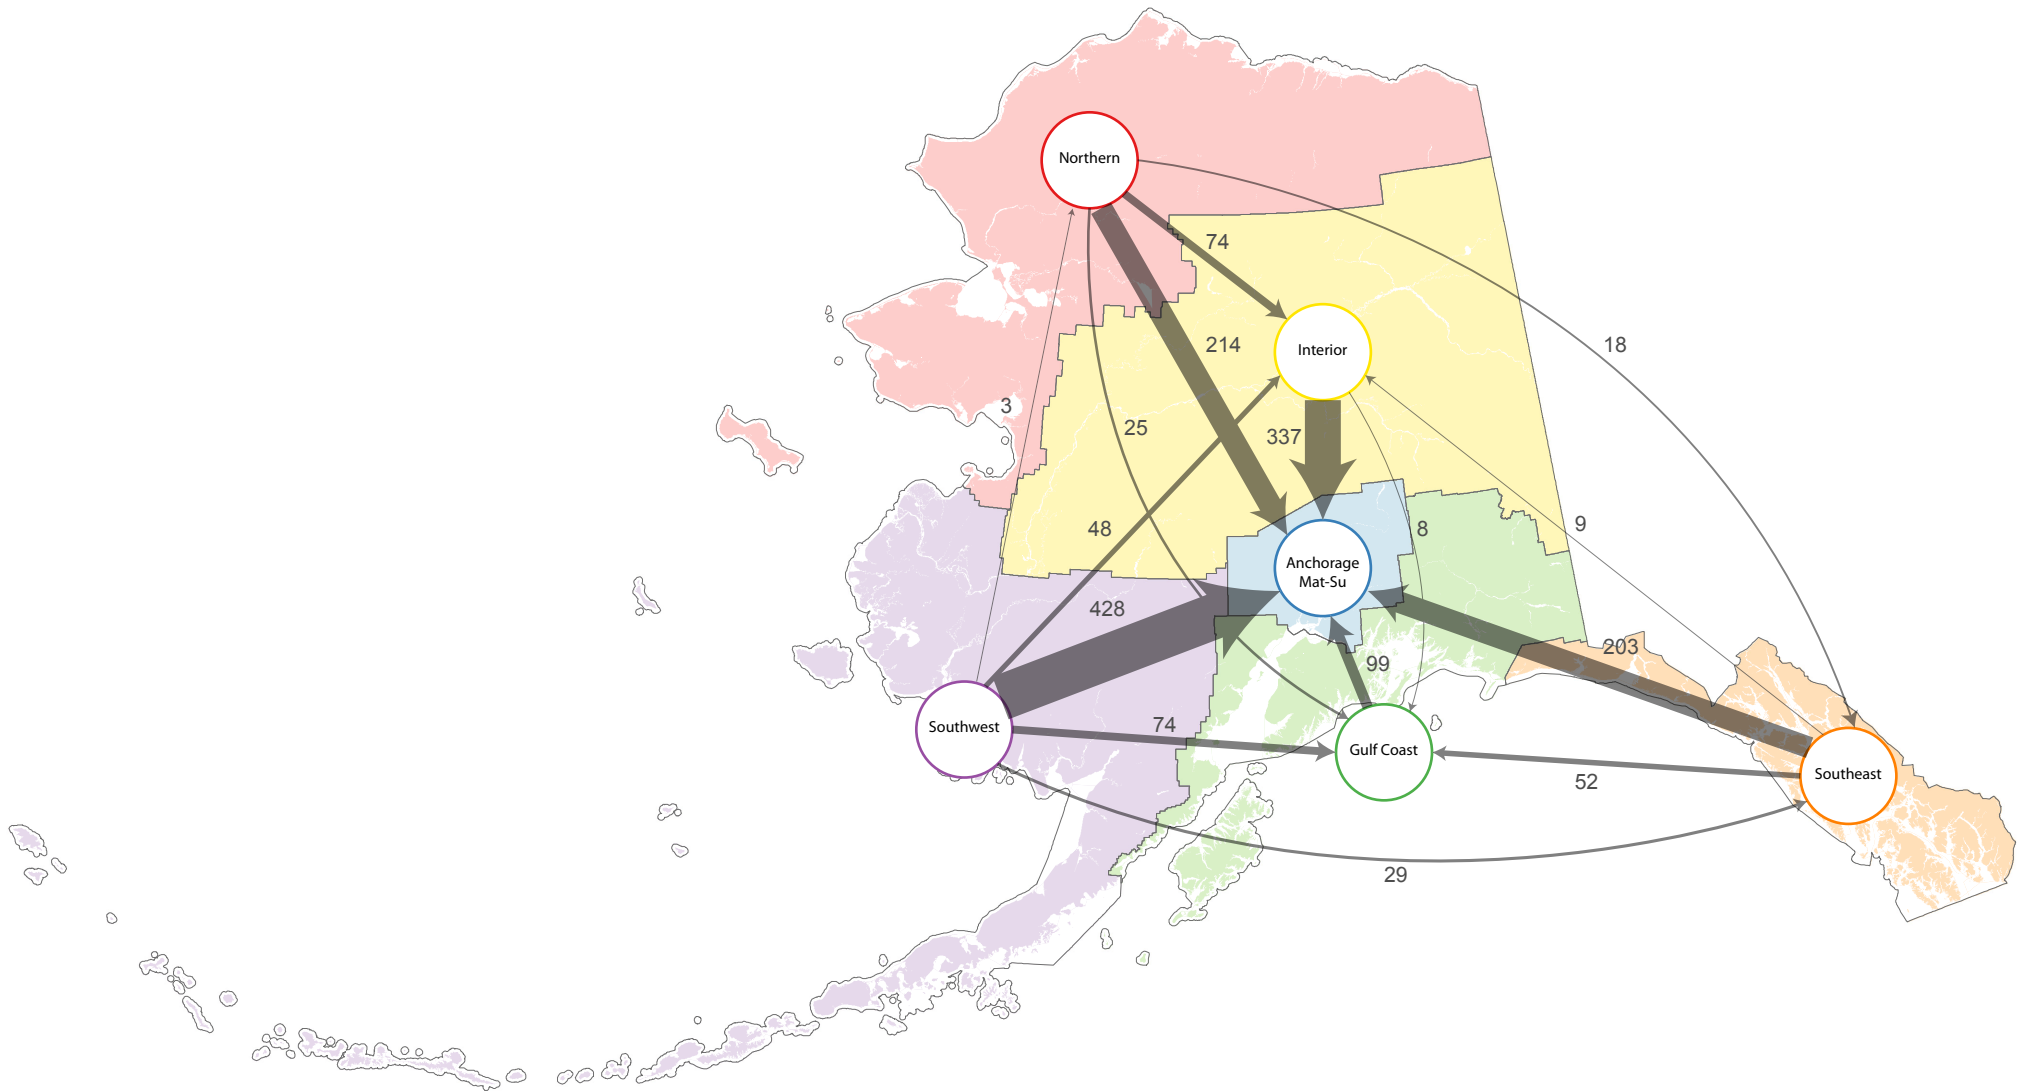 Northern
74
18
214
Interior
3
25
337
48
8
9
Anchorage
Mat-Su
428
203
99
74
Southwest
Gulf Coast
52
Southeast
29